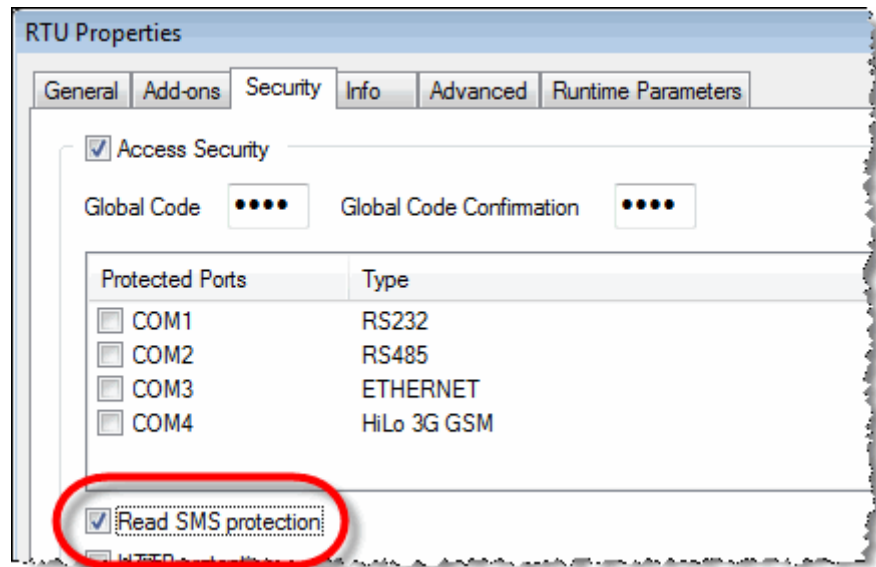 RTU Properties
General Add-ons Security Info Advanced Runtime Parameters
Access Security
Global Code •••• Global Code Confirmation ••••
Protected Ports Type
COM1 RS232
COM2 RS485
COM3 ETHERNET
COM4 HiLo 3G GSM
Read SMS protection